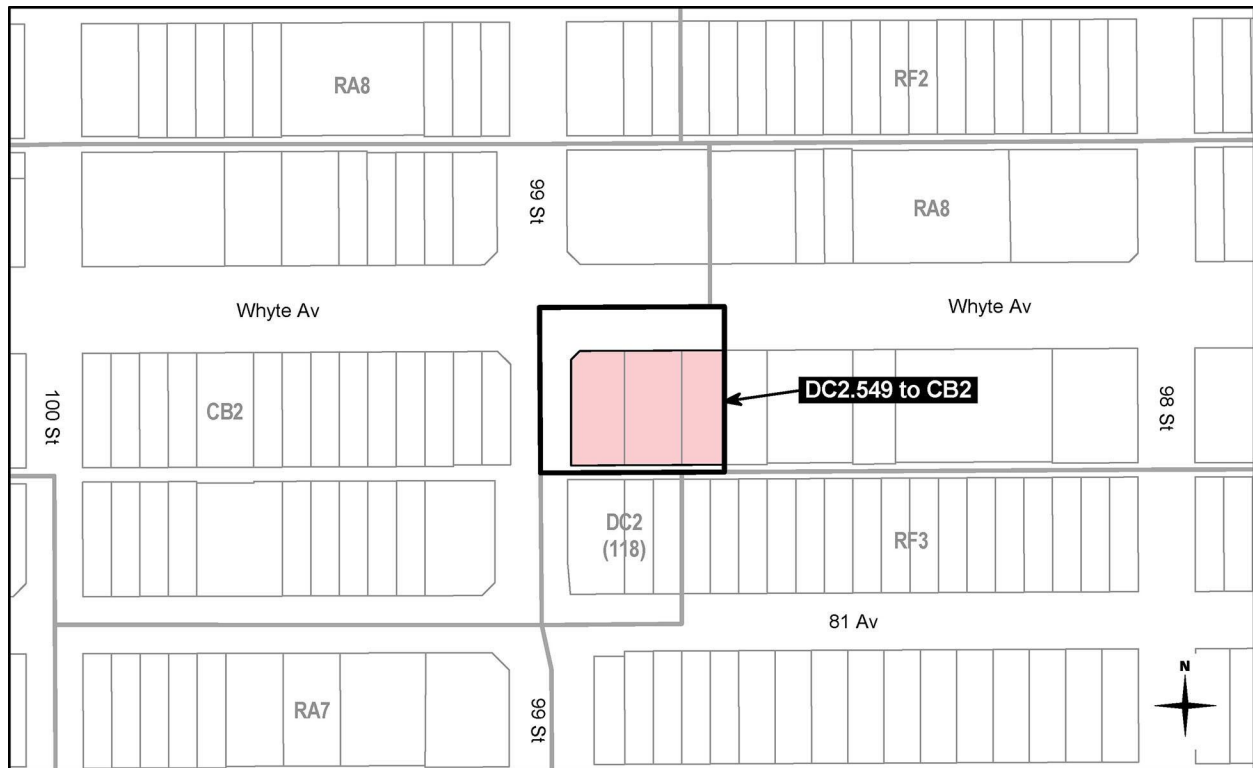 RA8
RF2
99 St
RA8
Whyte Av
Whyte Av
100 St
CB2
DC2.549 to CB2
98 St
DC2
(118)
RF3
81 Av
RA7
99 St
N